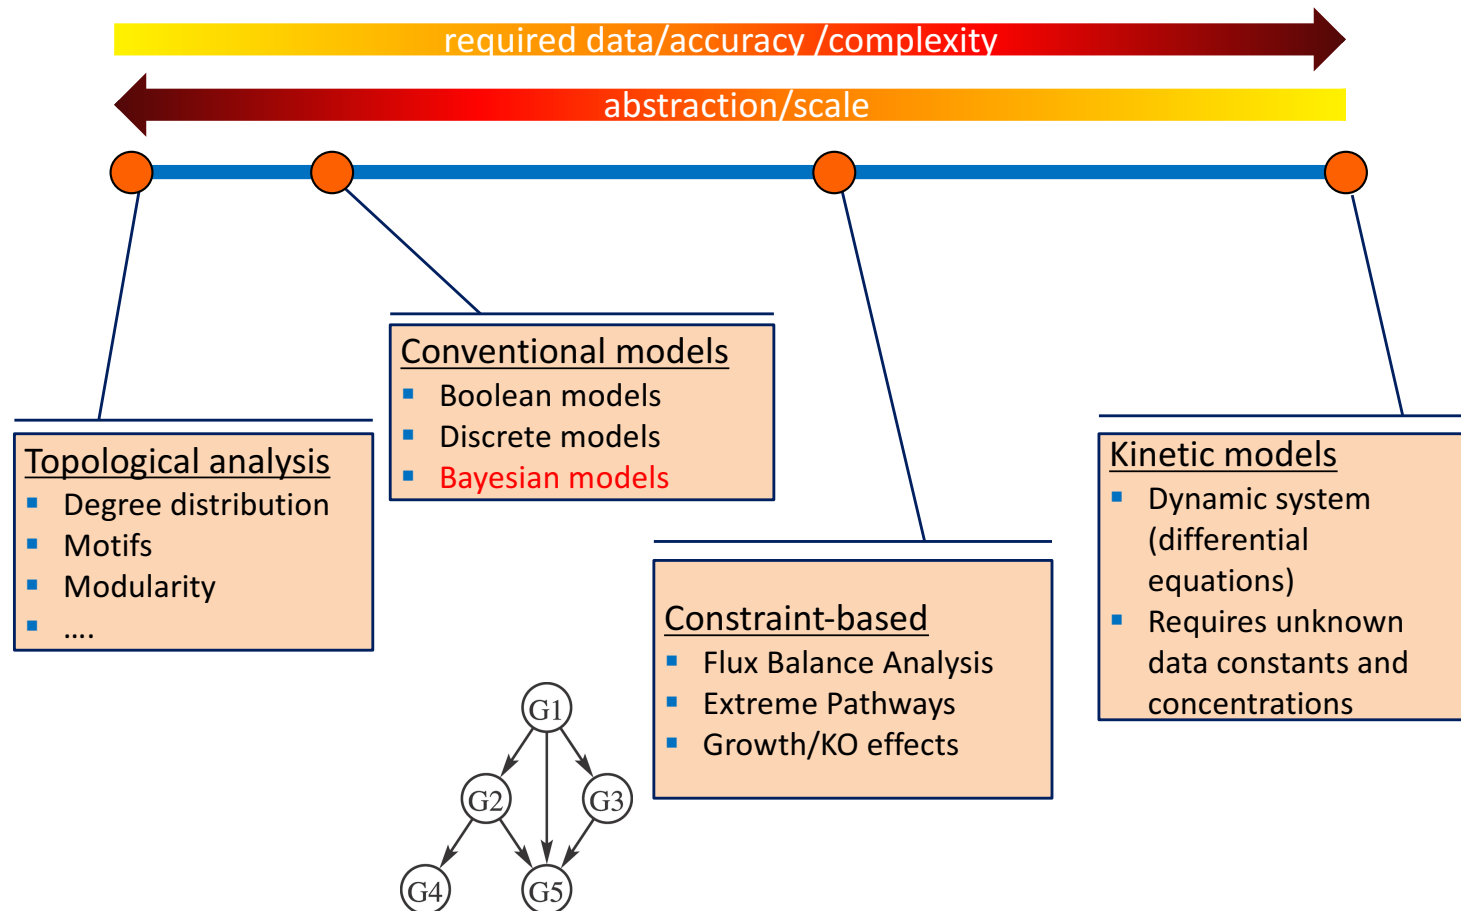 required data/accuracy /complexity
abstraction/scale
Conventional models
Boolean models
Discrete models
Bayesian models
Topological analysis
Degree distribution
Motifs
Modularity
….
Constraint-based
Flux Balance Analysis
Extreme Pathways
Growth/KO effects
Kinetic models
Dynamic system
(differential
equations)
Requires unknown
data constants and
concentrations
G1
G2
G3
G4
G5